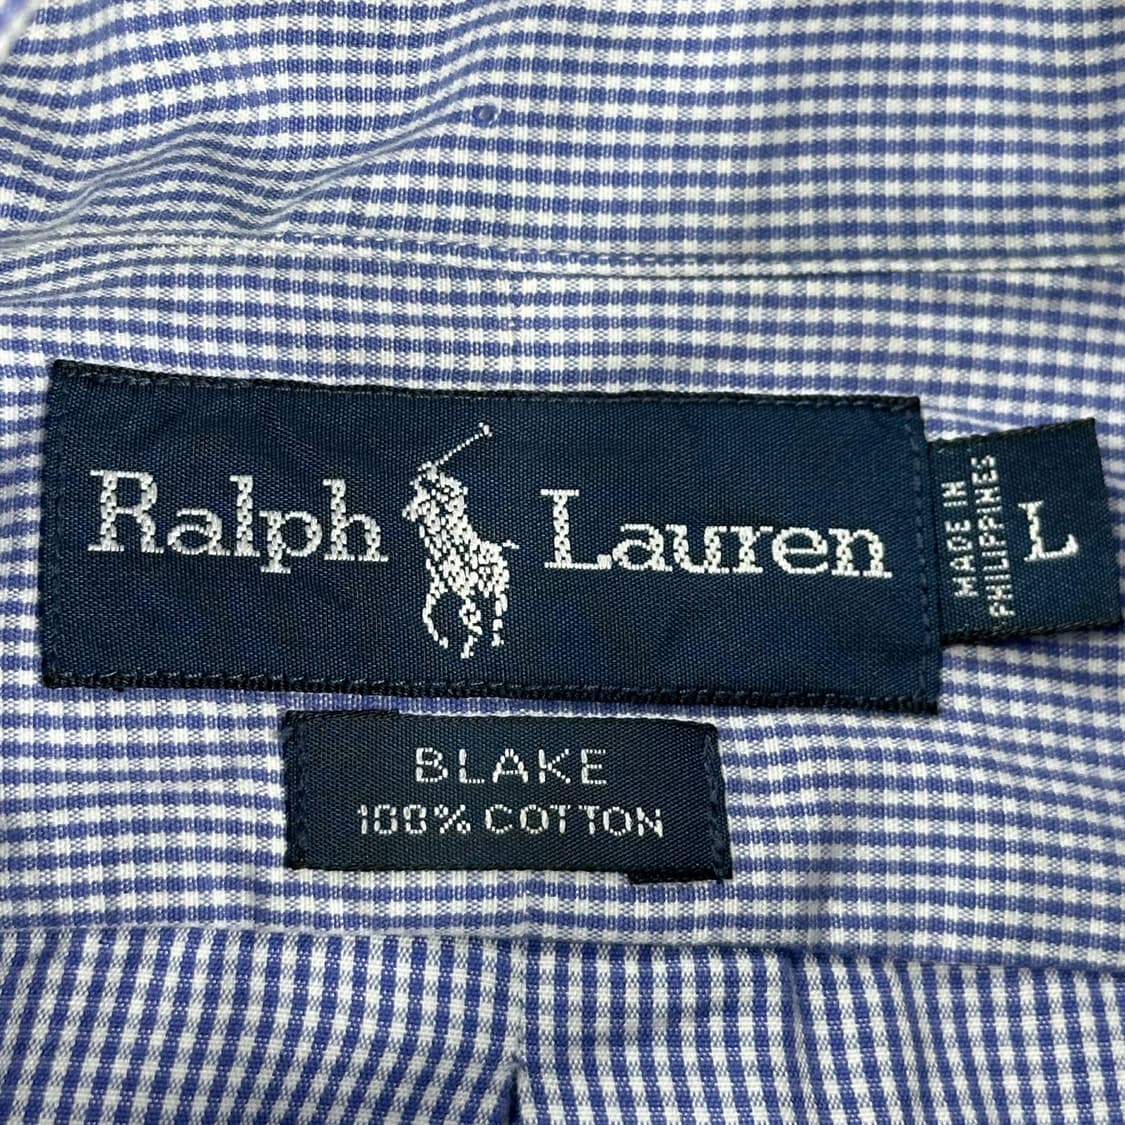 Ralph Lauren
MADE IN
PHILIPPINES
L
BLAKE
100% COTTON